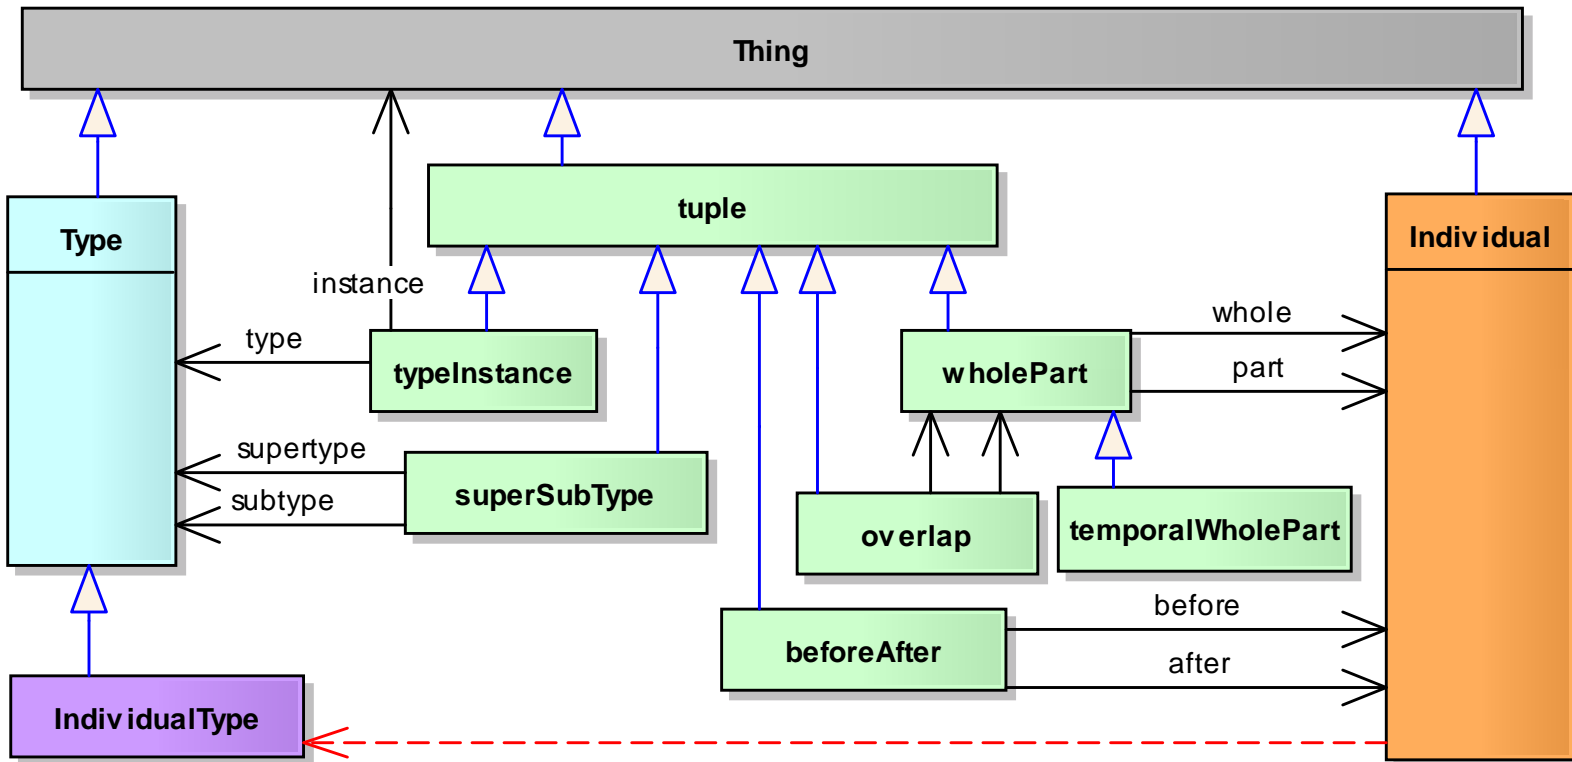 Thing
Type
tuple
Individual
instance
type
typeInstance
wholePart
whole
part
supertype
subtype
superSubType
overlap
temporalWholePart
beforeAfter
before
after
IndividualType